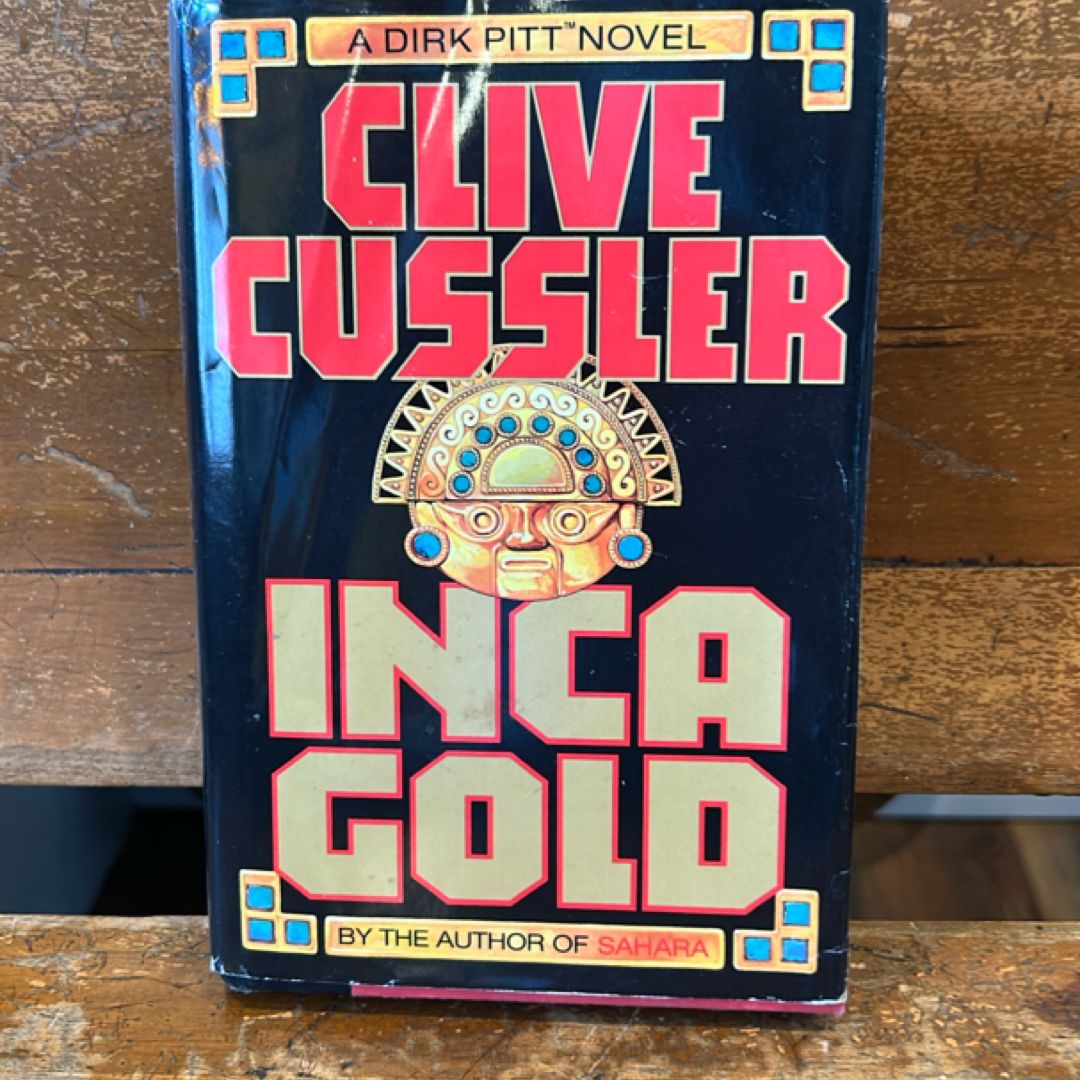 A DIRK PITT™ NOVEL
CLIVE
CUSSLER
INCA
GOLD
BY THE AUTHOR OF SAHARA